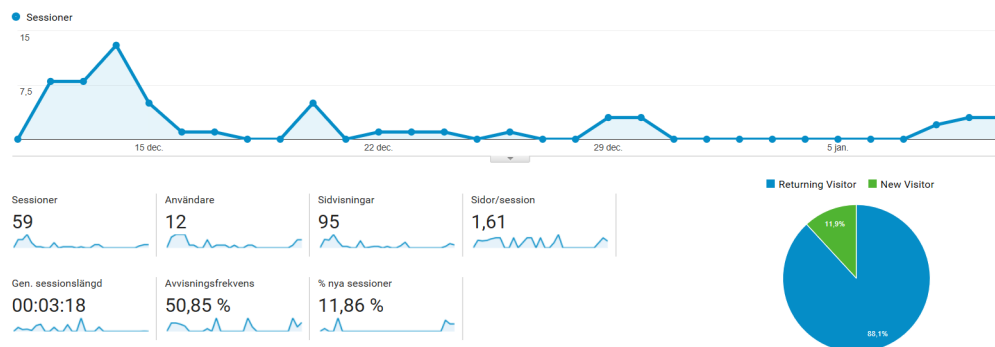 Sessioner
15
7,5
15 dec.
22 dec.
29 dec.
5 jan.
Sessioner
59
Användare
12
Sidvisningar
95
Sidor/session
1,61
Gen. sessionslängd
00:03:18
Avvisningsfrekvens
50,85 %
% nya sessioner
11,86 %
Returning Visitor
New Visitor
11,9%
88,1%